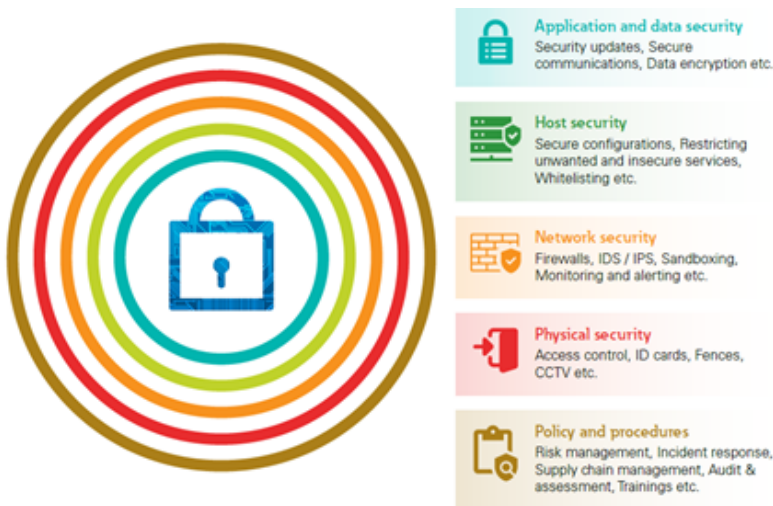 Application and data security
Security updates, Secure
communications, Data encryption etc.
Host security
Secure configurations, Restricting
unwanted and insecure services,
Whitelisting etc.
Network security
Firewalls, IDS / IPS, Sandboxing,
Monitoring and alerting etc.
Physical security
Access control, ID cards, Fences,
CCTV etc.
Policy and procedures
Risk management, Incident response,
Supply chain management, Audit &
assessment, Trainings etc.